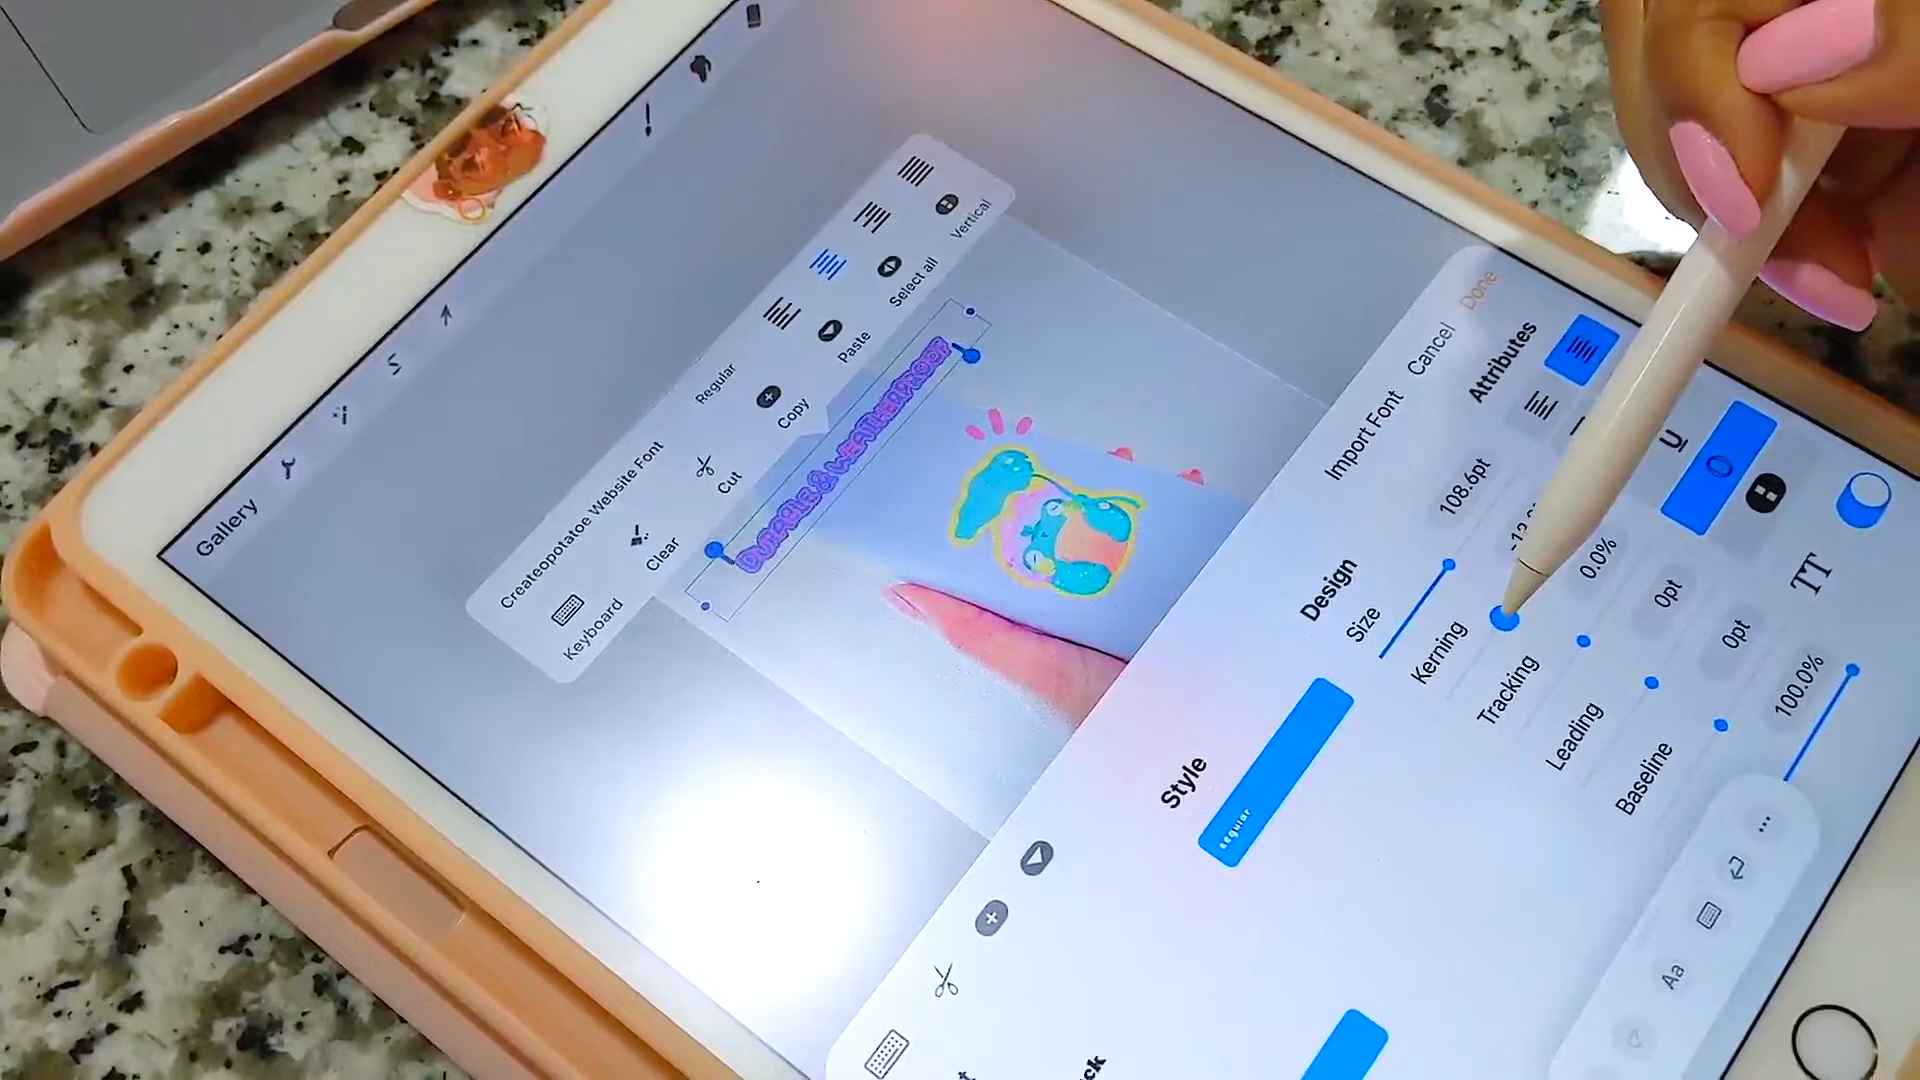 Gallery
Createopotatoe Website Font
Regular
Keyboard
Clear
Cut
Copy
Paste
Select all
Vertical
DURABLE & WEATHERPROOF
Import Font
Cancel
Done
Style
Regular
Design
Size
108.6pt
Kerning
Tracking
0.0%
Leading
0pt
Baseline
0pt
100.0%
Attributes
U
O
TT
Aa